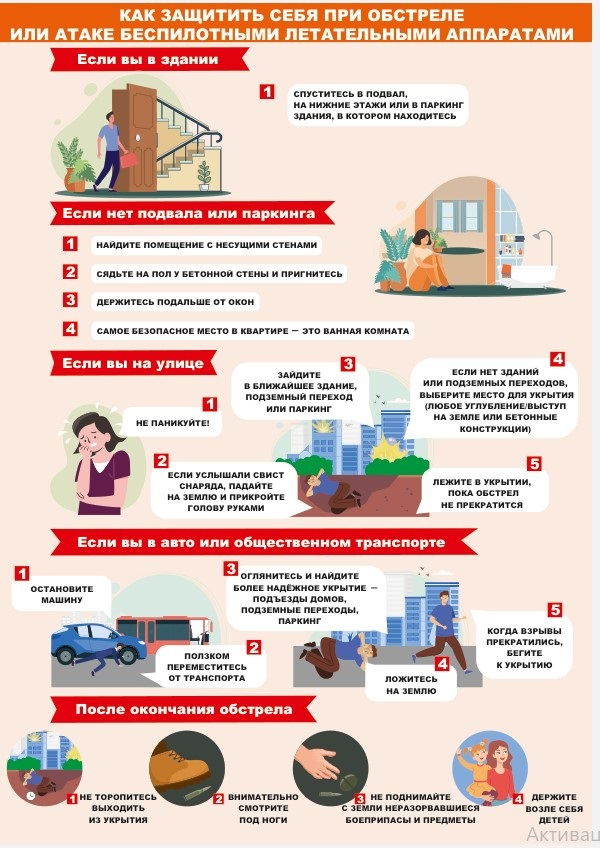 КАК ЗАЩИТИТЬ СЕБЯ ПРИ ОБСТРЕЛЕ
ИЛИ АТАКЕ БЕСПИЛОТНЫМИ ЛЕТАТЕЛЬНЫМИ АППАРАТАМИ
Если вы в здании
1
СПУСТИТЕСЬ В ПОДВАЛ,
НА НИЖНИЕ ЭТАЖИ ИЛИ В ПАРКИНГ
ЗДАНИЯ, В КОТОРОМ НАХОДИТЕСЬ
Если нет подвала или паркинга
1 НАЙДИТЕ ПОМЕЩЕНИЕ С НЕСУЩИМИ СТЕНАМИ
2 СЯДЬТЕ НА ПОЛ У БЕТОННОЙ СТЕНЫ И ПРИГНИТЕСЬ
3 ДЕРЖИТЕСЬ ПОДАЛЬШЕ ОТ ОКОН
4 САМОЕ БЕЗОПАСНОЕ МЕСТО В КВАРТИРЕ — ЭТО ВАННАЯ КОМНАТА
Если вы на улице
1
НЕ ПАНИКУЙТЕ!
2
ЕСЛИ УСЛЫШАЛИ СВИСТ
СНАРЯДА, ПАДАЙТЕ
НА ЗЕМЛЮ И ПРИКРОЙТЕ
ГОЛОВУ РУКАМИ
3
ЗАЙДИТЕ
В БЛИЖАЙШЕЕ ЗДАНИЕ,
ПОДЗЕМНЫЙ ПЕРЕХОД
ИЛИ ПАРКИНГ
4
ЕСЛИ НЕТ ЗДАНИЙ
ИЛИ ПОДЗЕМНЫХ ПЕРЕХОДОВ,
ВЫБЕРИТЕ МЕСТО ДЛЯ УКРЫТИЯ
(ЛЮБОЕ УГЛУБЛЕНИЕ/ВЫСТУП
НА ЗЕМЛЕ ИЛИ БЕТОННЫЕ
КОНСТРУКЦИИ)
5
ЛЕЖИТЕ В УКРЫТИИ,
ПОКА ОБСТРЕЛ
НЕ ПРЕКРАТИТСЯ
Если вы в авто или общественном транспорте
1
ОСТАНОВИТЕ
МАШИНУ
2
ПОЛЗКОМ
ПЕРЕМЕСТИТЕСЬ
ОТ ТРАНСПОРТА
3
ОГЛЯНИТЕСЬ И НАЙДИТЕ
БОЛЕЕ НАДЁЖНОЕ УКРЫТИЕ —
ПОДЪЕЗДЫ ДОМОВ,
ПОДЗЕМНЫЕ ПЕРЕХОДЫ,
ПАРКИНГ
4
ЛОЖИТЕСЬ
НА ЗЕМЛЮ
5
КОГДА ВЗРЫВЫ
ПРЕКРАТИЛИСЬ,
БЕГИТЕ
К УКРЫТИЮ
После окончания обстрела
1 НЕ ТОРОПИТЕСЬ
ВЫХОДИТЬ
ИЗ УКРЫТИЯ
2 ВНИМАТЕЛЬНО
СМОТРИТЕ
ПОД НОГИ
3 НЕ ПОДНИМАЙТЕ
С ЗЕМЛИ НЕРАЗОРВАВШИЕСЯ
БОЕПРИПАСЫ И ПРЕДМЕТЫ
4 ДЕРЖИТЕ
ВОЗЛЕ СЕБЯ
ДЕТЕЙ
Активац